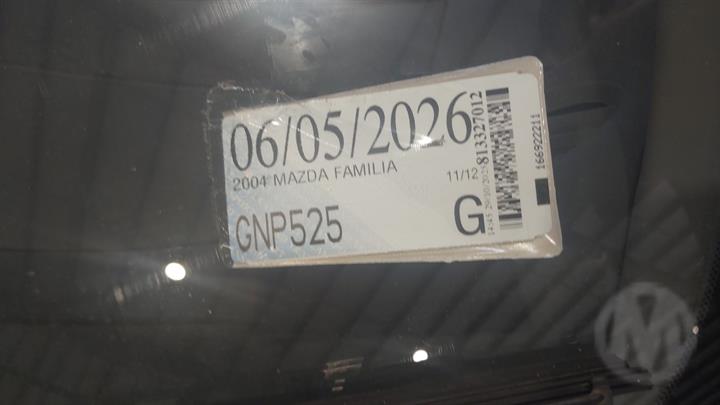 06/05/2026
2004 MAZDA FAMILIA
11/12
GNP525
G
813327012
166922211
M